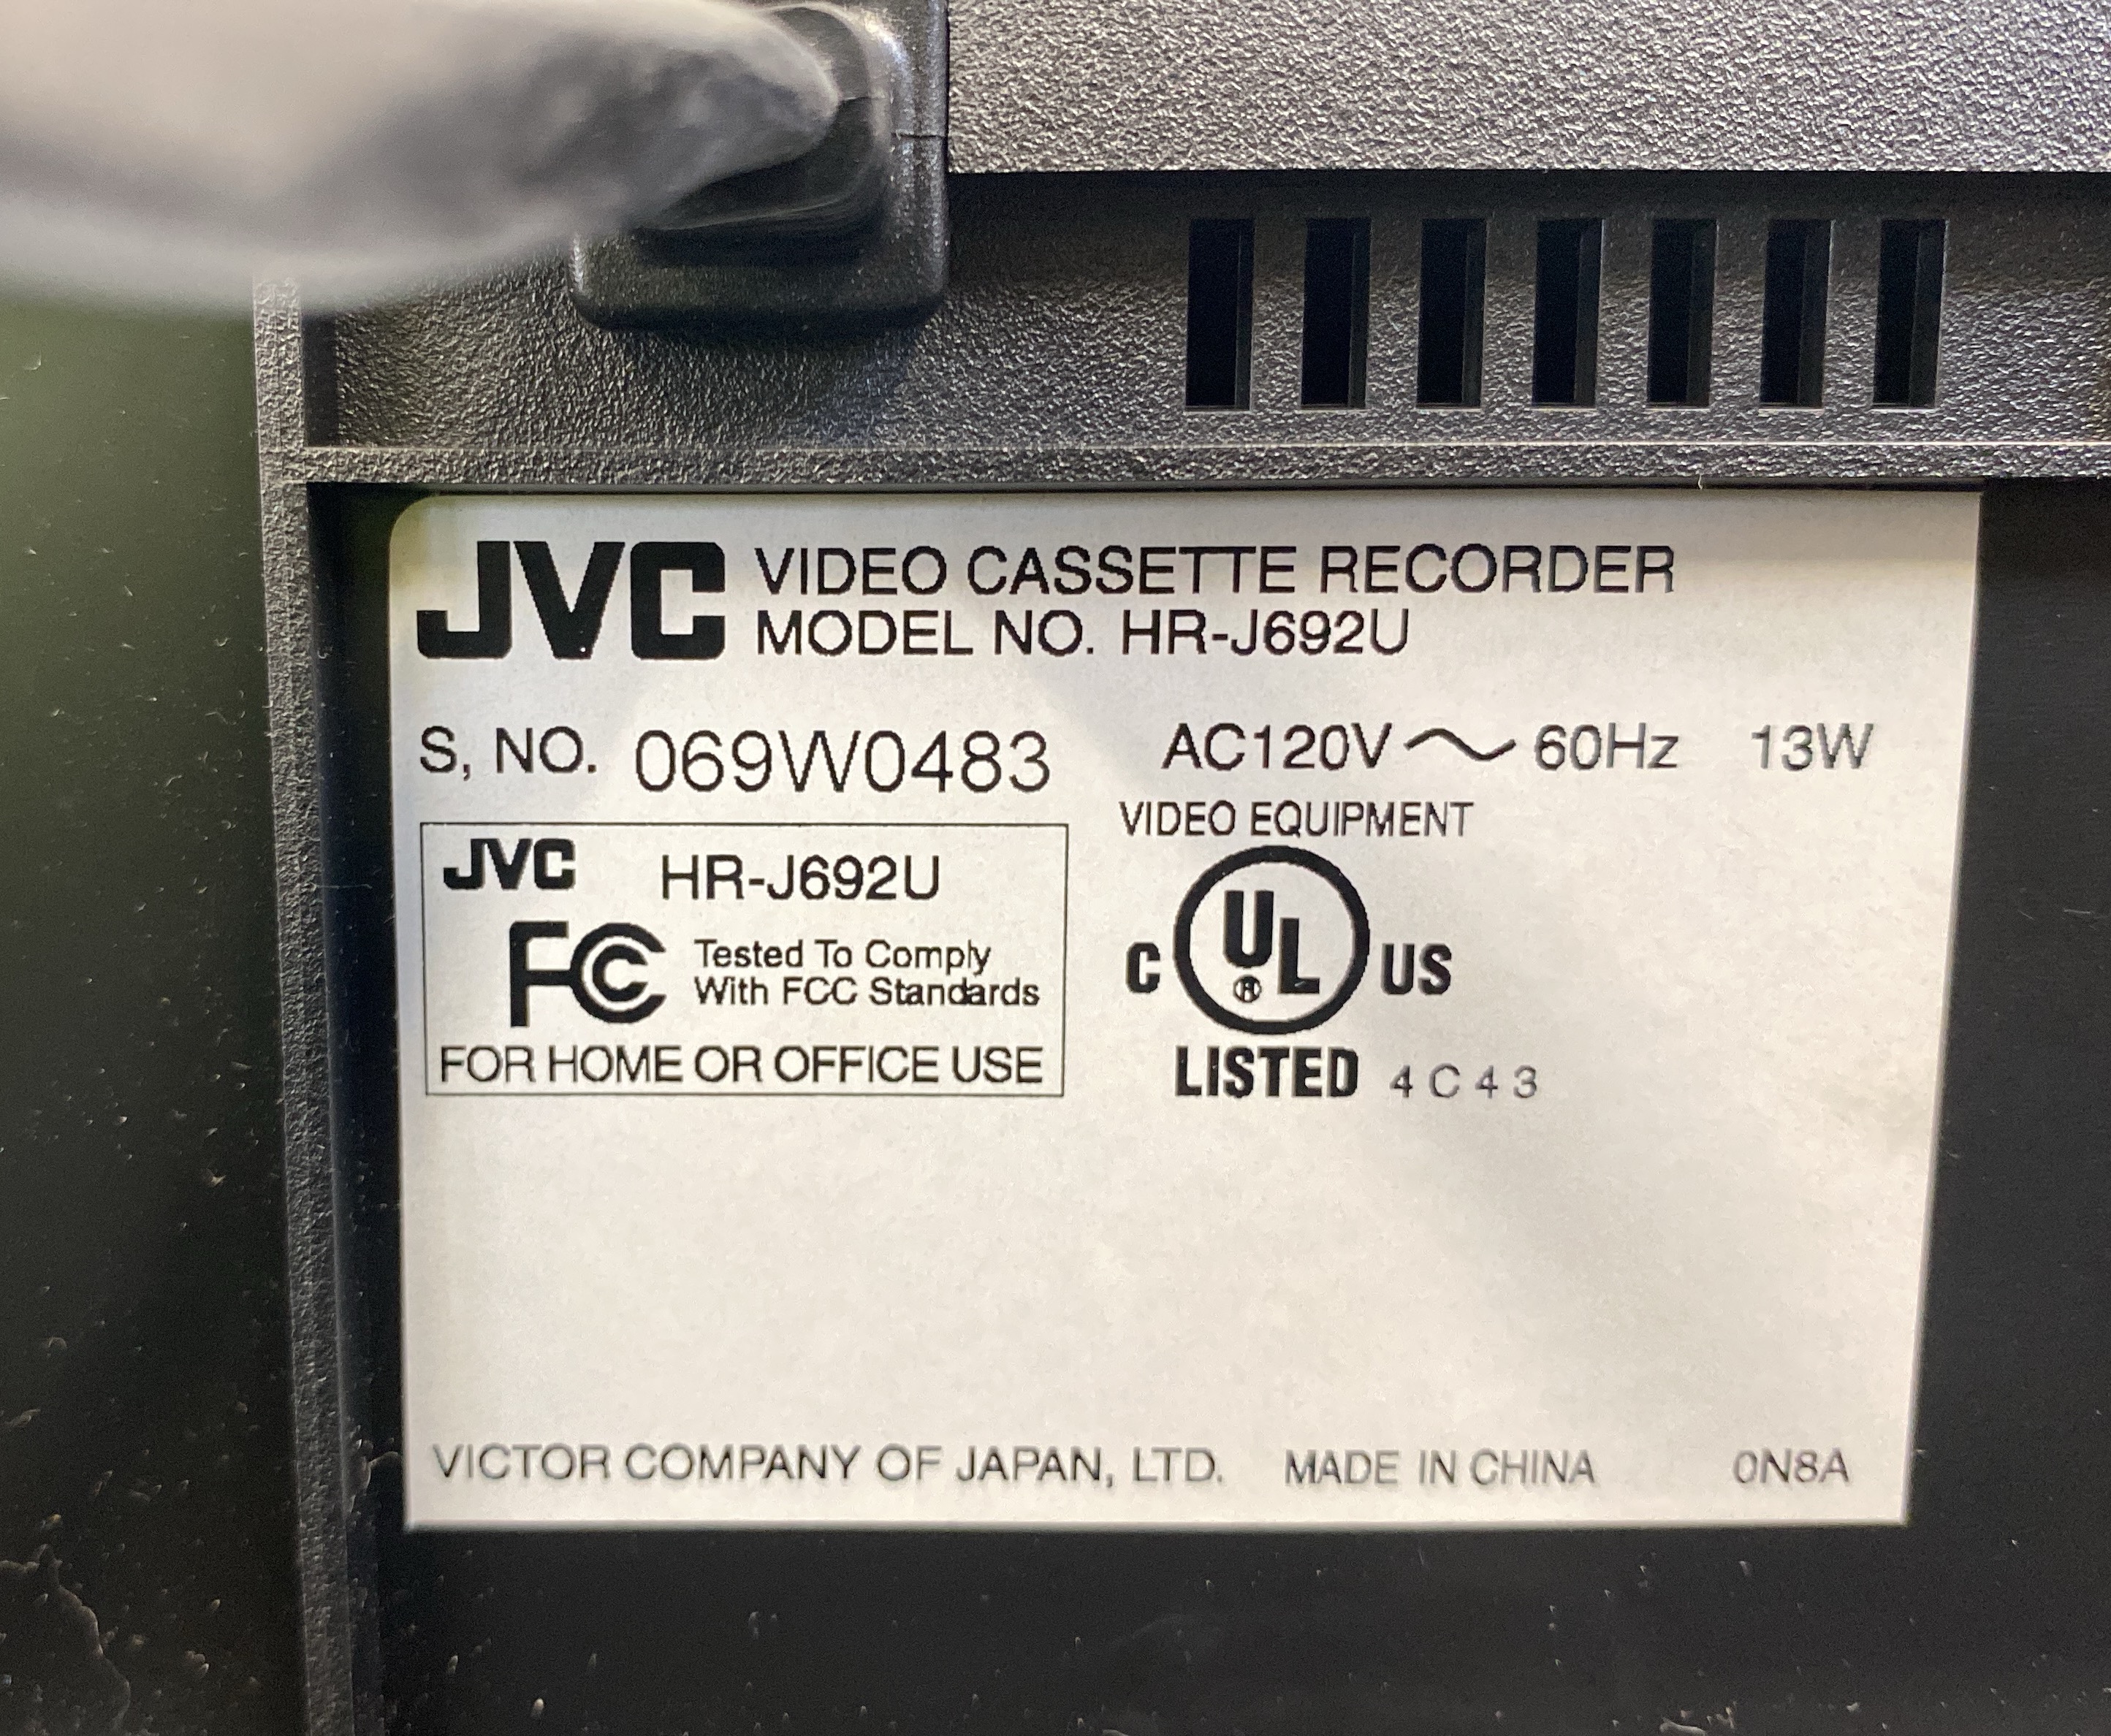 JVC VIDEO CASSETTE RECORDER
MODEL NO. HR-J692U
S, NO. 069W0483
AC120V ~ 60Hz 13W
JVC HR-J692U
FC Tested To Comply
With FCC Standards
FOR HOME OR OFFICE USE
VIDEO EQUIPMENT
C UL® US
LISTED 4C43
VICTOR COMPANY OF JAPAN, LTD. MADE IN CHINA 0N8A